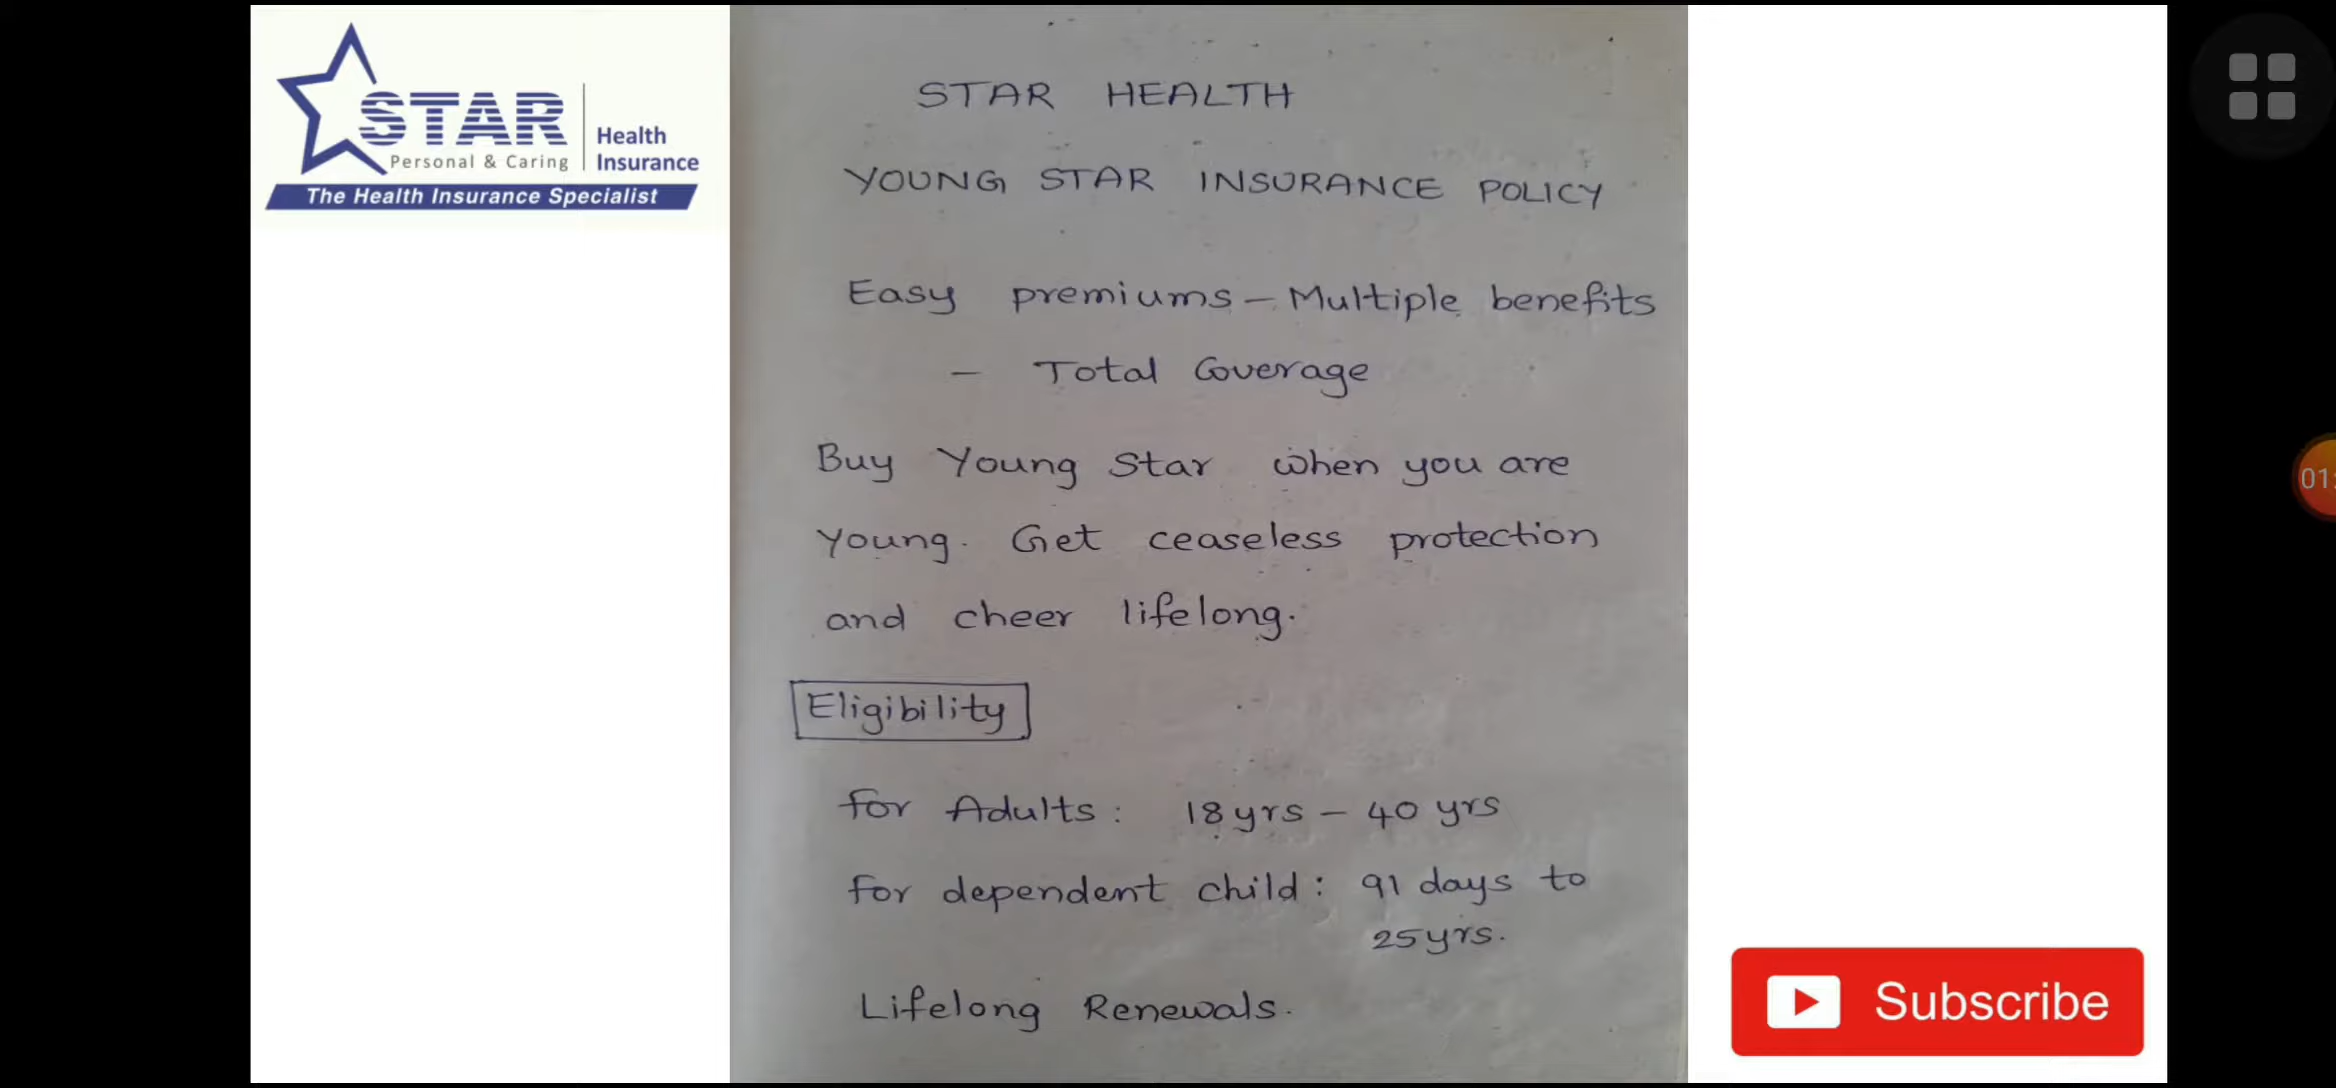 STAR
Personal & Caring
Health
Insurance
The Health Insurance Specialist
STAR HEALTH
YOUNG STAR INSURANCE POLICY
Easy premiums - Multiple benefits
- Total Coverage
Buy Young Star when you are
young. Get ceaseless protection
and cheer lifelong.
Eligibility
for Adults: 18 yrs - 40 yrs
for dependent child: 91 days to
25 yrs.
Lifelong Renewals.
Subscribe
01: